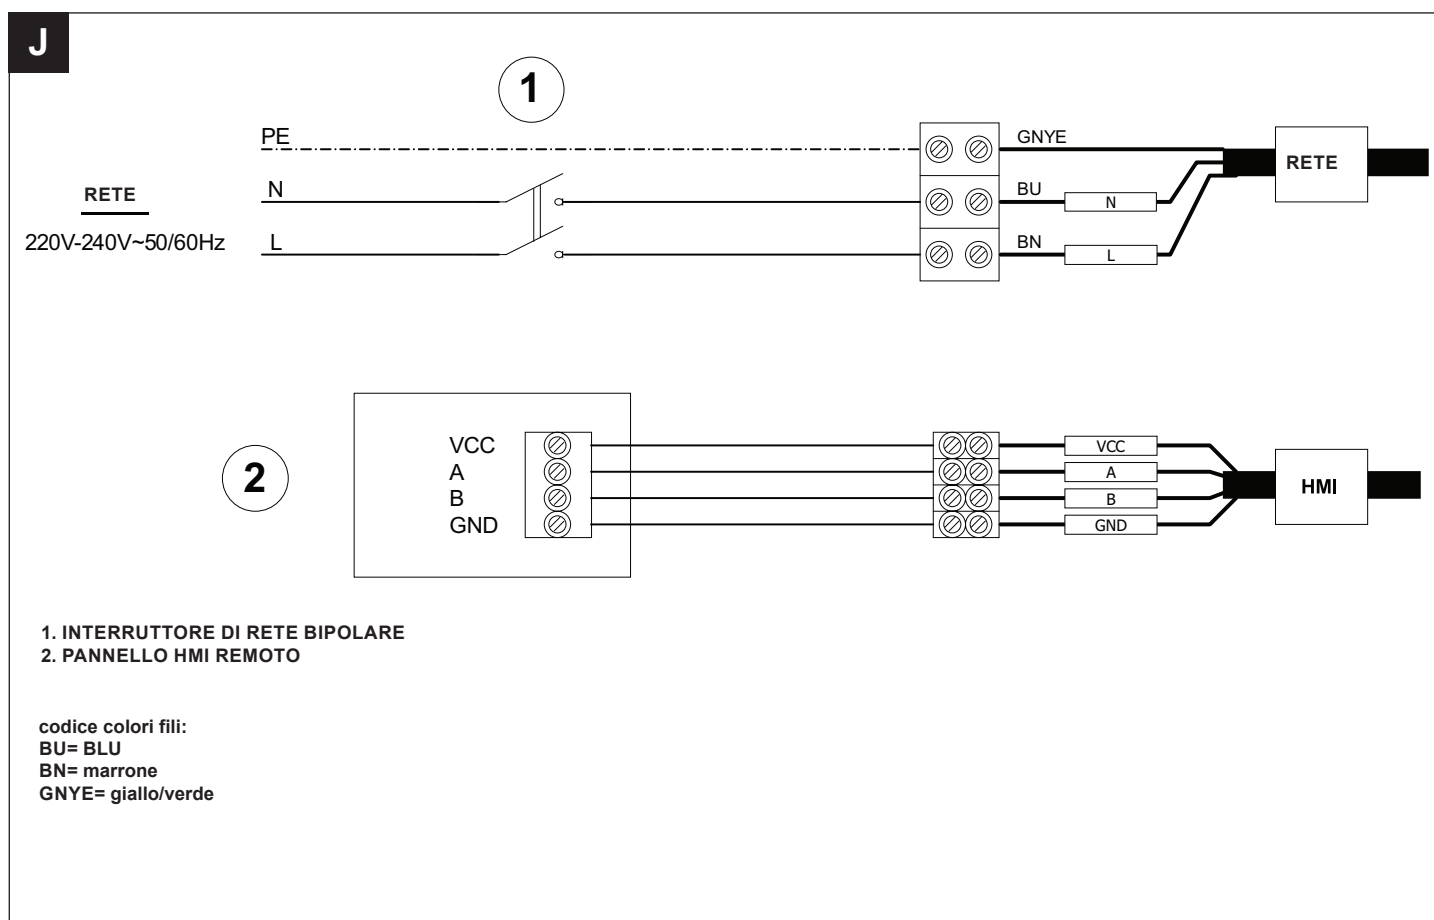 J
1
PE
GNYE
RETE
RETE
N
BU
N
220V-240V~50/60Hz
L
BN
L
2
VCC
VCC
A
A
HMI
B
B
GND
GND
1. INTERRUTTORE DI RETE BIPOLARE
2. PANNELLO HMI REMOTO
codice colori fili:
BU= BLU
BN= marrone
GNYE= giallo/verde